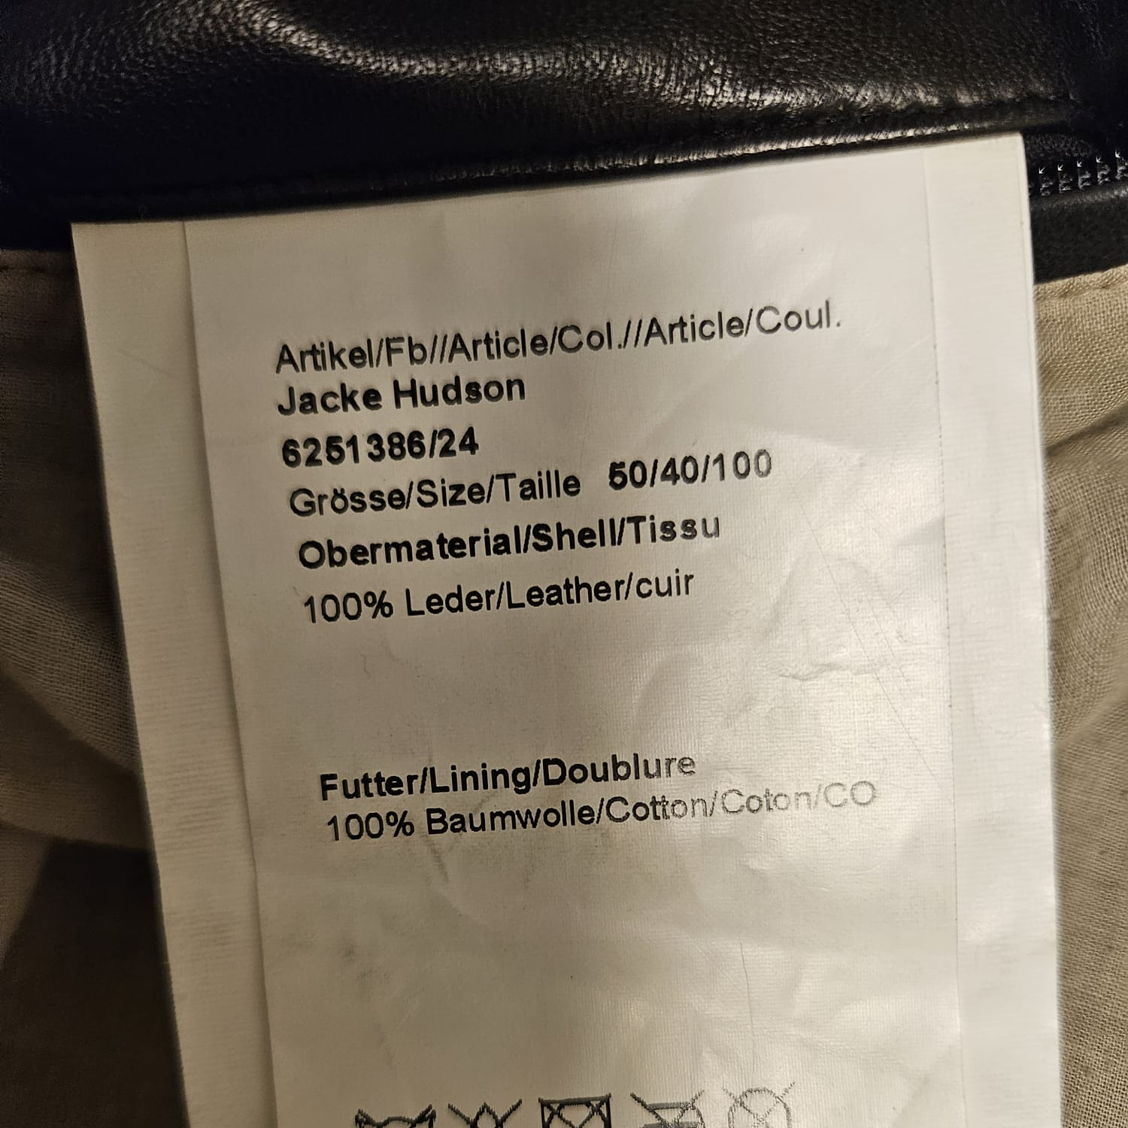 Artikel/Fb//Article/Col.//Article/Coul.
Jacke Hudson
6251386/24
Grösse/Size/Taille 50/40/100
Obermaterial/Shell/Tissu
100% Leder/Leather/cuir
Futter/Lining/Doublure
100% Baumwolle/Cotton/Coton/CO